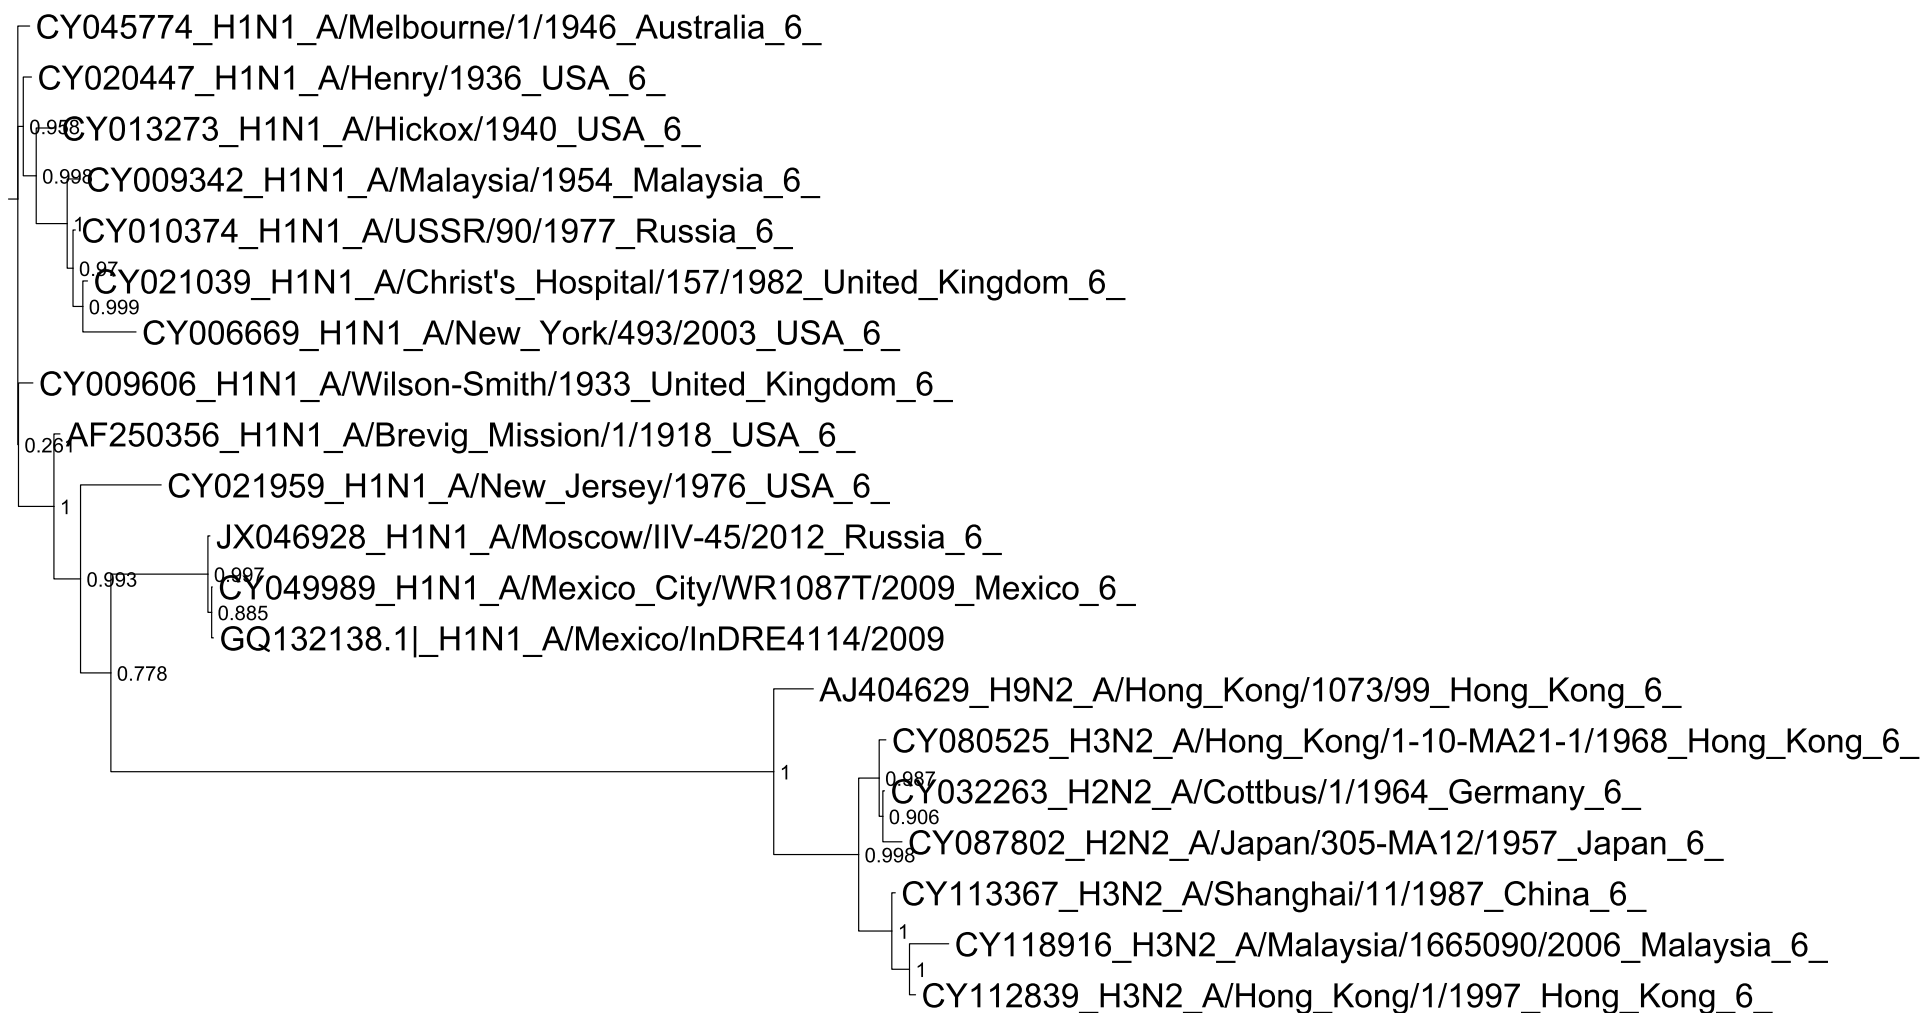 CY045774_H1N1_A/Melbourne/1/1946_Australia_6_
CY020447_H1N1_A/Henry/1936_USA_6_
0.958
CY013273_H1N1_A/Hickox/1940_USA_6_
0.998
CY009342_H1N1_A/Malaysia/1954_Malaysia_6_
1
CY010374_H1N1_A/USSR/90/1977_Russia_6_
0.97
CY021039_H1N1_A/Christ's_Hospital/157/1982_United_Kingdom_6_
0.999
CY006669_H1N1_A/New_York/493/2003_USA_6_
CY009606_H1N1_A/Wilson-Smith/1933_United_Kingdom_6_
0.261
AF250356_H1N1_A/Brevig_Mission/1/1918_USA_6_
CY021959_H1N1_A/New_Jersey/1976_USA_6_
1
JX046928_H1N1_A/Moscow/IIV-45/2012_Russia_6_
0.993
0.997
CY049989_H1N1_A/Mexico_City/WR1087T/2009_Mexico_6_
0.885
GQ132138.1|_H1N1_A/Mexico/InDRE4114/2009
0.778
AJ404629_H9N2_A/Hong_Kong/1073/99_Hong_Kong_6_
CY080525_H3N2_A/Hong_Kong/1-10-MA21-1/1968_Hong_Kong_6_
1
0.987
CY032263_H2N2_A/Cottbus/1/1964_Germany_6_
0.906
CY087802_H2N2_A/Japan/305-MA12/1957_Japan_6_
0.998
CY113367_H3N2_A/Shanghai/11/1987_China_6_
1
CY118916_H3N2_A/Malaysia/1665090/2006_Malaysia_6_
1
CY112839_H3N2_A/Hong_Kong/1/1997_Hong_Kong_6_